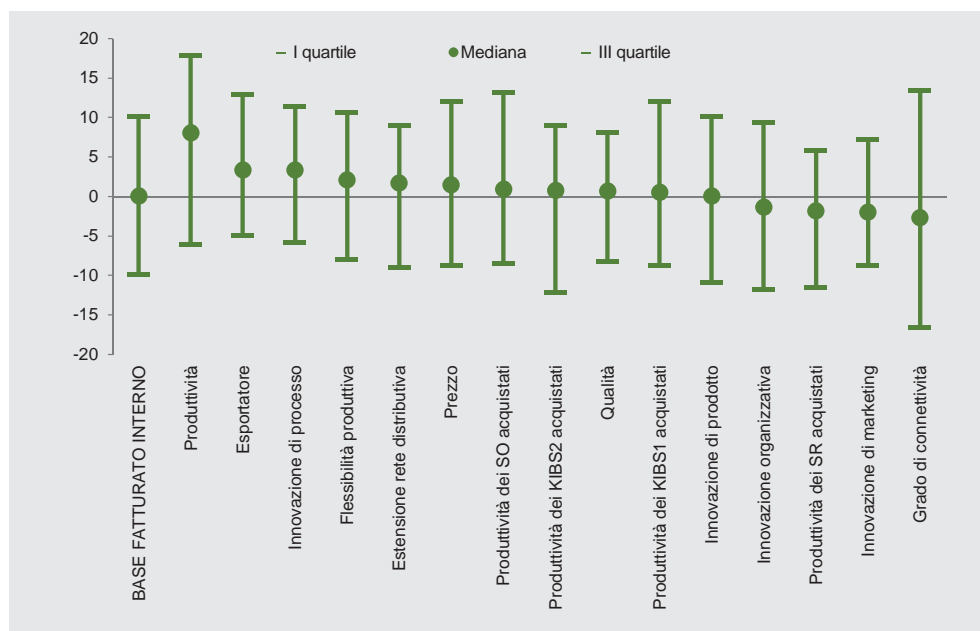 20
15
10
5
0
-5
-10
-15
-20
I quartile
Mediana
III quartile
BASE FATTURATO INTERNO
Produttività
Esportatore
Innovazione di processo
Flessibilità produttiva
Estensione rete distributiva
Prezzo
Produttività dei SO acquistati
Produttività dei KIBS2 acquistati
Qualità
Produttività dei KIBS1 acquistati
Innovazione di prodotto
Innovazione organizzativa
Produttività dei SR acquistati
Innovazione di marketing
Grado di connettività